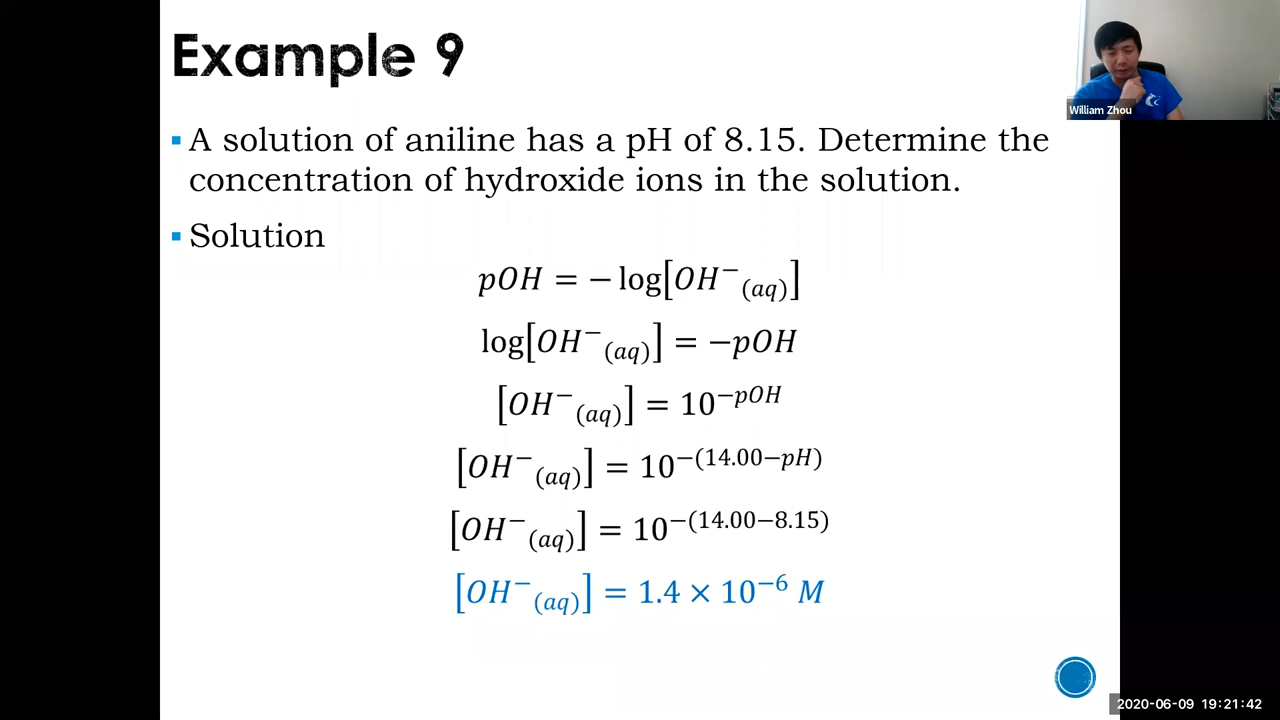 Example 9
William Zhou
▪ A solution of aniline has a pH of 8.15. Determine the
concentration of hydroxide ions in the solution.
▪ Solution
pOH = − log[OH⁻₍aq₎]
log[OH⁻₍aq₎] = −pOH
[OH⁻₍aq₎] = 10^−pOH
[OH⁻₍aq₎] = 10^−(14.00−pH)
[OH⁻₍aq₎] = 10^−(14.00−8.15)
[OH⁻₍aq₎] = 1.4 × 10⁻⁶ M
2020-06-09 19:21:42